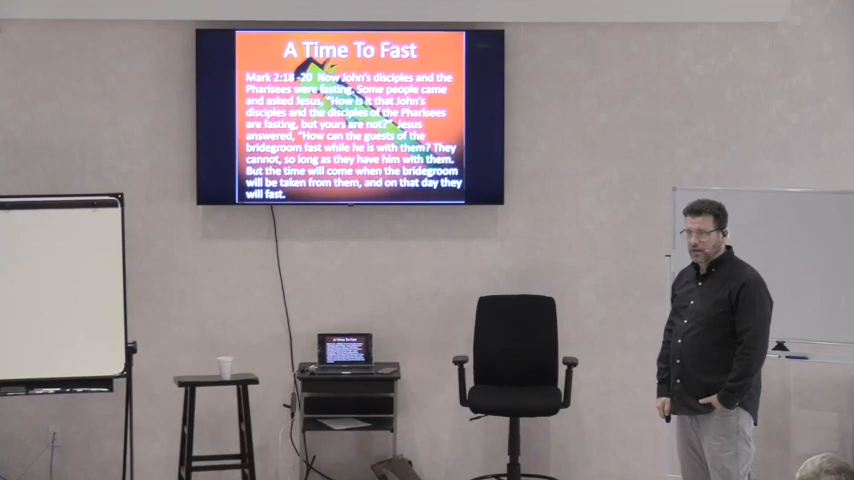 A Time To Fast
Mark 2:18 -20 Now John's disciples and the
Pharisees were fasting. Some people came
and asked Jesus, "How is it that John's
disciples and the disciples of the Pharisees
are fasting, but yours are not?" Jesus
answered, "How can the guests of the
bridegroom fast while he is with them? They
cannot, so long as they have him with them.
But the time will come when the bridegroom
will be taken from them, and on that day they
will fast.
A Time To Fast